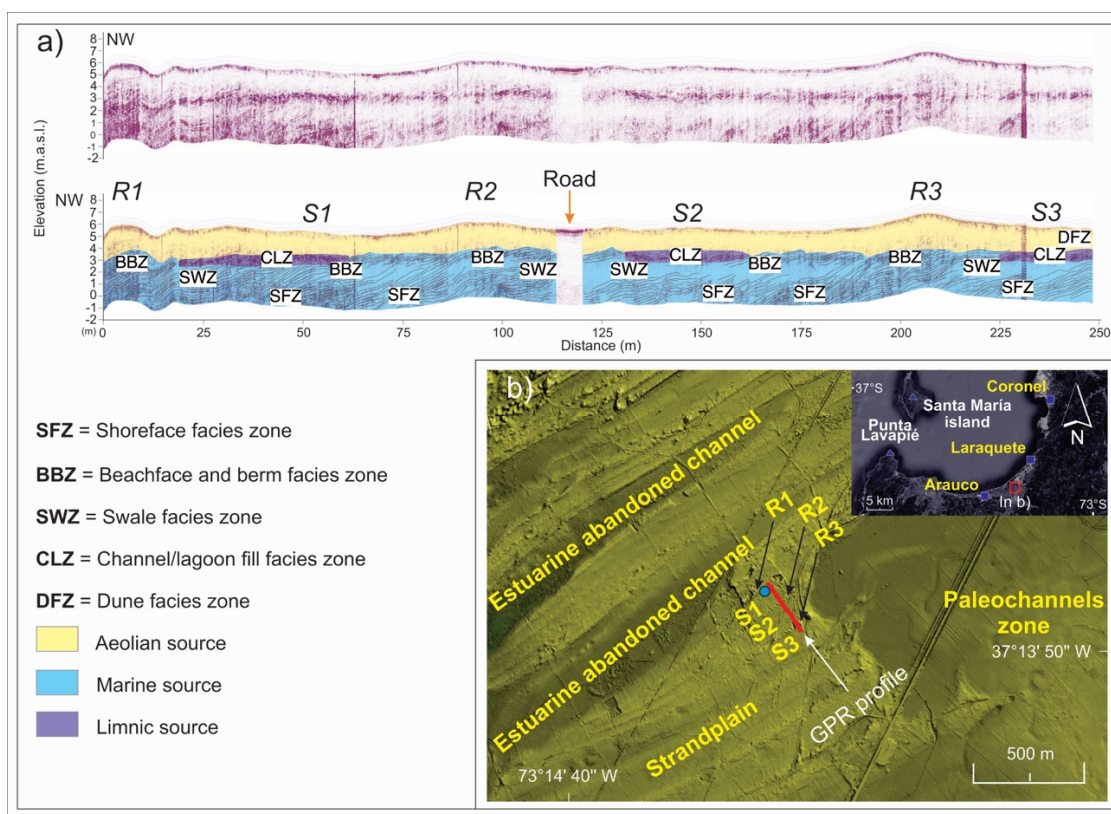 a)
NW
8
7
6
5
4
3
2
1
0
-1
-2
Elevation (m.a.s.l.)
NW
8
7
6
5
4
3
2
1
0
-1
-2
R1
S1
R2
Road
S2
R3
S3
BBZ
SWZ
CLZ
BBZ
SFZ
SFZ
BBZ
SWZ
SWZ
CLZ
BBZ
SFZ
SFZ
BBZ
SWZ
CLZ
DFZ
SFZ
(m) 0 25 50 75 100 125 150 175 200 225 250
Distance (m)
SFZ = Shoreface facies zone
BBZ = Beachface and berm facies zone
SWZ = Swale facies zone
CLZ = Channel/lagoon fill facies zone
DFZ = Dune facies zone
Aeolian source
Marine source
Limnic source
b)
Estuarine abandoned channel
Estuarine abandoned channel
Strandplain
R1
R2
R3
S1
S2
S3
GPR profile
Paleochannels
zone
37°13' 50" W
73°14' 40" W
500 m
37°S
Coronel
Santa María
island
Punta
Lavapié
Laraquete
Arauco
In b)
N
5 km
73°S